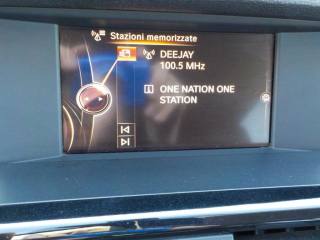 Stazioni memorizzate
DEEJAY
100.5 MHz
ONE NATION ONE
STATION